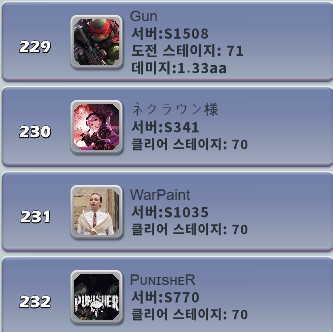 229
Gun
서버:S1508
도전 스테이지: 71
데미지:1.33aa
230
ネクラウン様
서버:S341
클리어 스테이지: 70
231
WarPaint
서버:S1035
클리어 스테이지: 70
232
PUNISHER
PᴜɴɪsʜᴇR
서버:S770
클리어 스테이지: 70